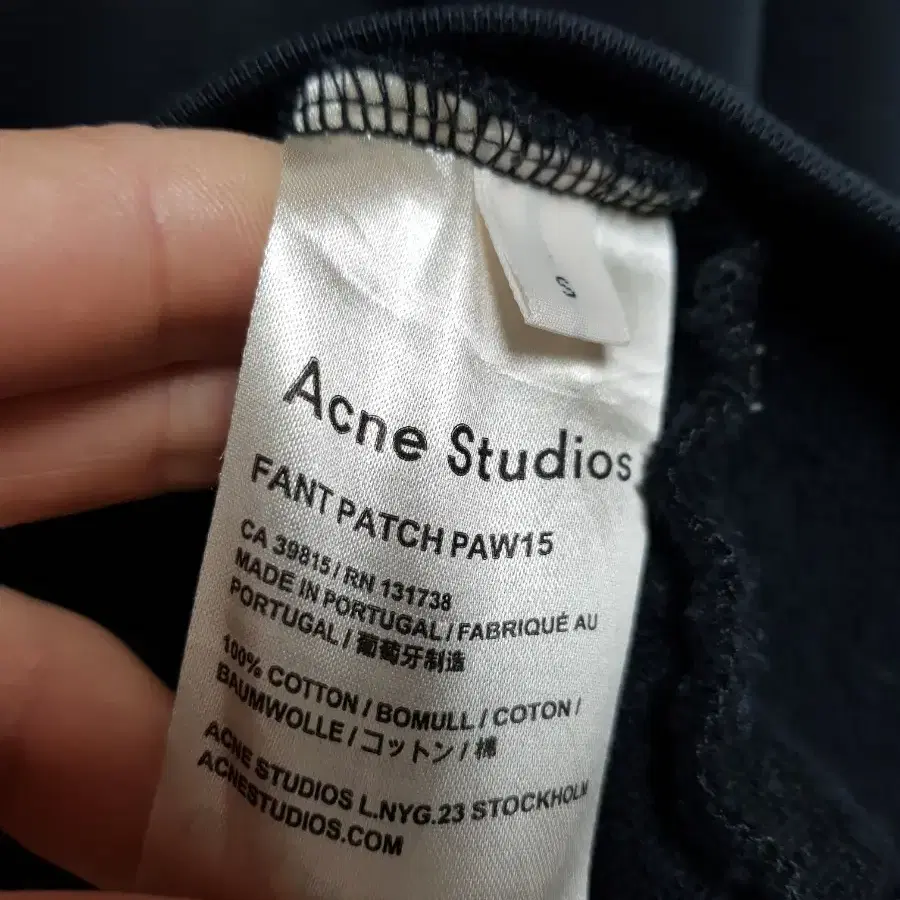 S
Acne Studios
FANT PATCH PAW15
CA 39815 / RN 131738
MADE IN PORTUGAL / FABRIQUÉ AU
PORTUGAL / 葡萄牙制造
100% COTTON / BOMULL / COTON /
BAUMWOLLE / コットン / 棉
ACNE STUDIOS L.NYG.23 STOCKHOLM
ACNESTUDIOS.COM